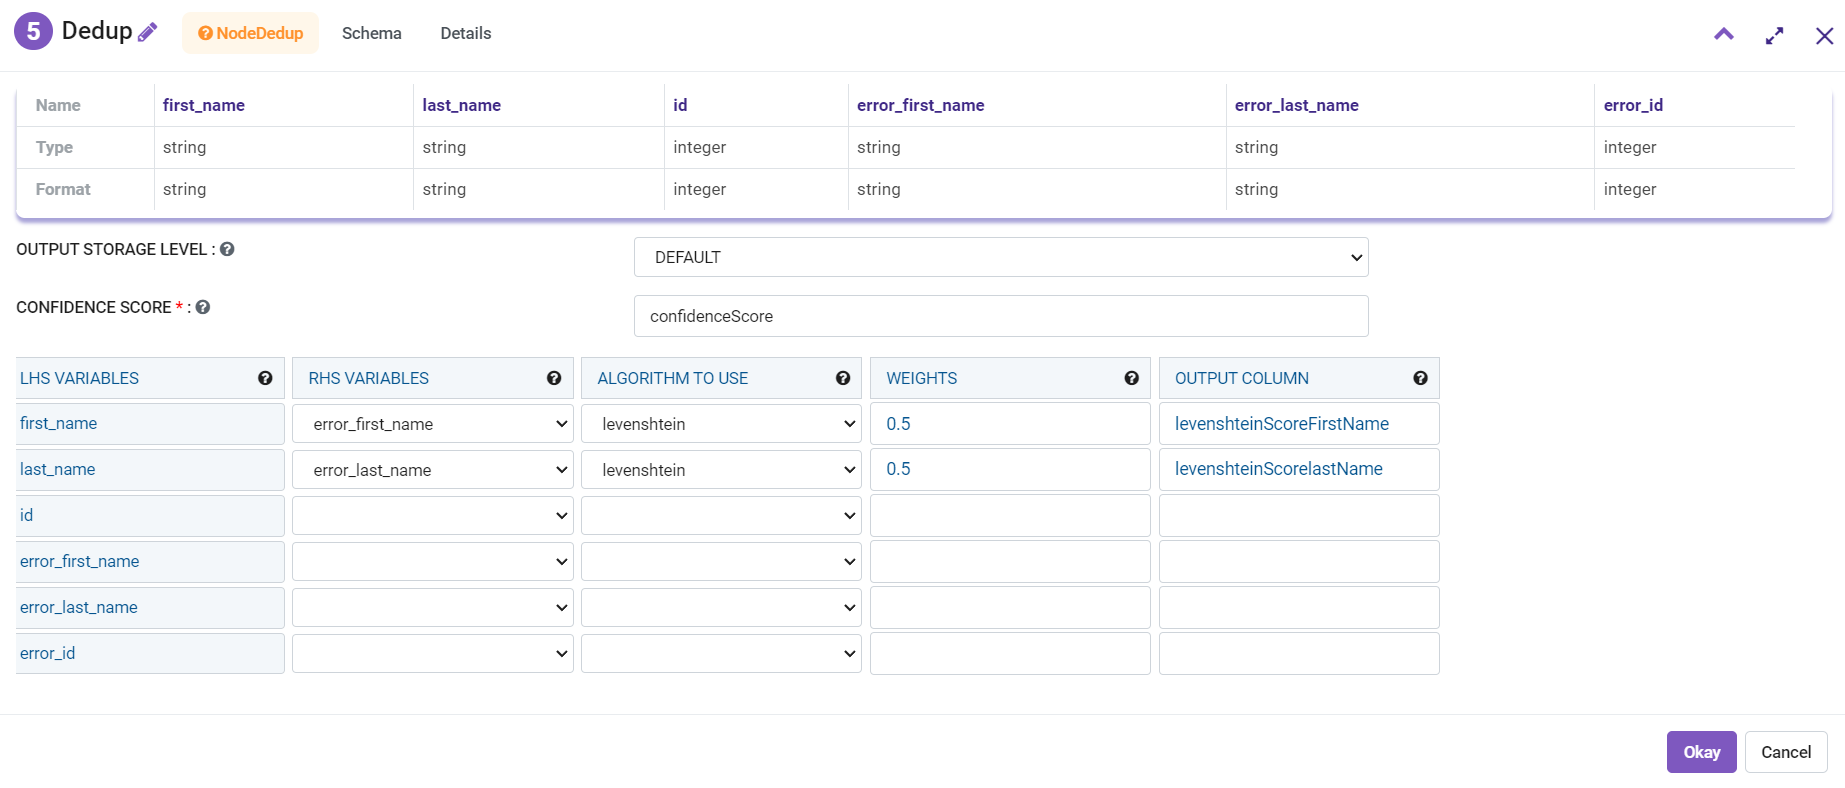 5 Dedup NodeDedup Schema Details
Name first_name last_name id error_first_name error_last_name error_id
Type string string integer string string integer
Format string string integer string string integer
OUTPUT STORAGE LEVEL : DEFAULT
CONFIDENCE SCORE * : confidenceScore
LHS VARIABLES RHS VARIABLES ALGORITHM TO USE WEIGHTS OUTPUT COLUMN
first_name error_first_name levenshtein 0.5 levenshteinScoreFirstName
last_name error_last_name levenshtein 0.5 levenshteinScorelastName
id
error_first_name
error_last_name
error_id
Okay Cancel